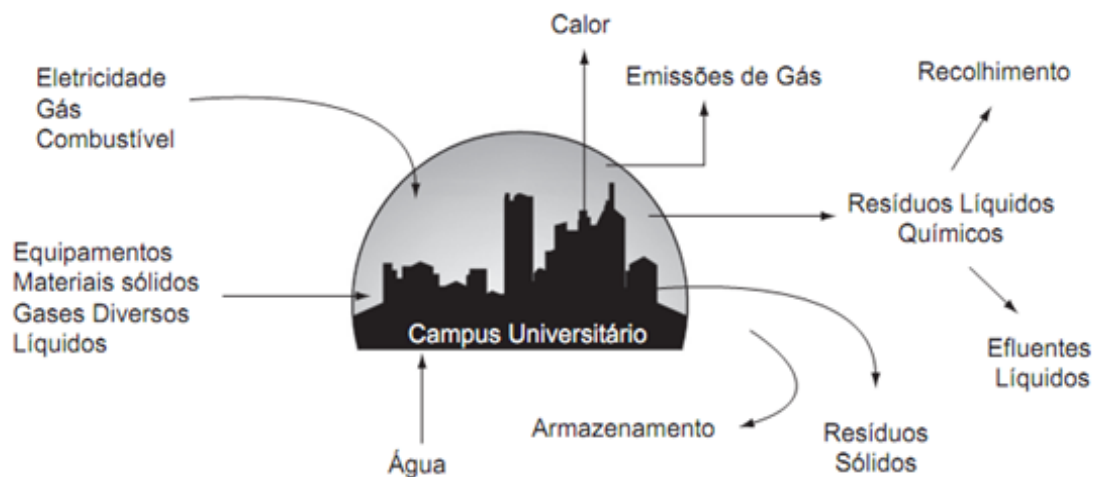 Calor
Emissões de Gás
Recolhimento
Eletricidade
Gás
Combustível
Resíduos Líquidos
Químicos
Equipamentos
Materiais sólidos
Gases Diversos
Líquidos
Campus Universitário
Efluentes
Líquidos
Armazenamento
Resíduos
Sólidos
Água